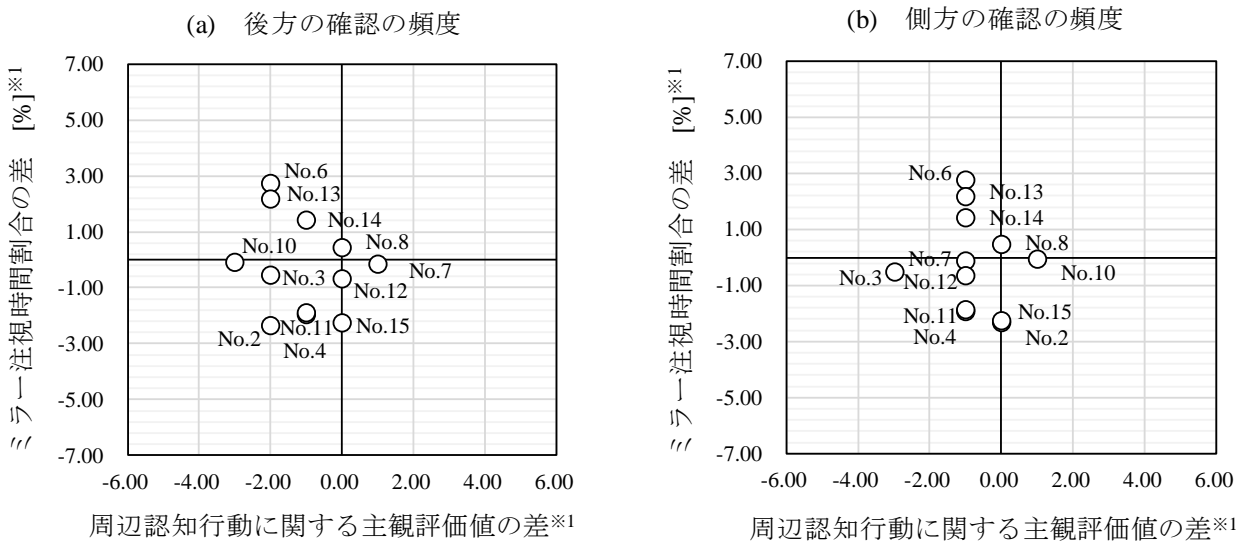 (a) 後方の確認の頻度
ミラー注視時間割合の差 [%]※1
7.00
5.00
3.00
1.00
-1.00
-3.00
-5.00
-7.00
No.6
No.13
No.14
No.10
No.8
No.7
No.3
No.12
No.11
No.15
No.2
No.4
-6.00 -4.00 -2.00 0.00 2.00 4.00 6.00
周辺認知行動に関する主観評価値の差※1
(b) 側方の確認の頻度
ミラー注視時間割合の差 [%]※1
7.00
5.00
3.00
1.00
-1.00
-3.00
-5.00
-7.00
No.6
No.13
No.14
No.8
No.7
No.10
No.3
No.12
No.11
No.15
No.4
No.2
-6.00 -4.00 -2.00 0.00 2.00 4.00 6.00
周辺認知行動に関する主観評価値の差※1